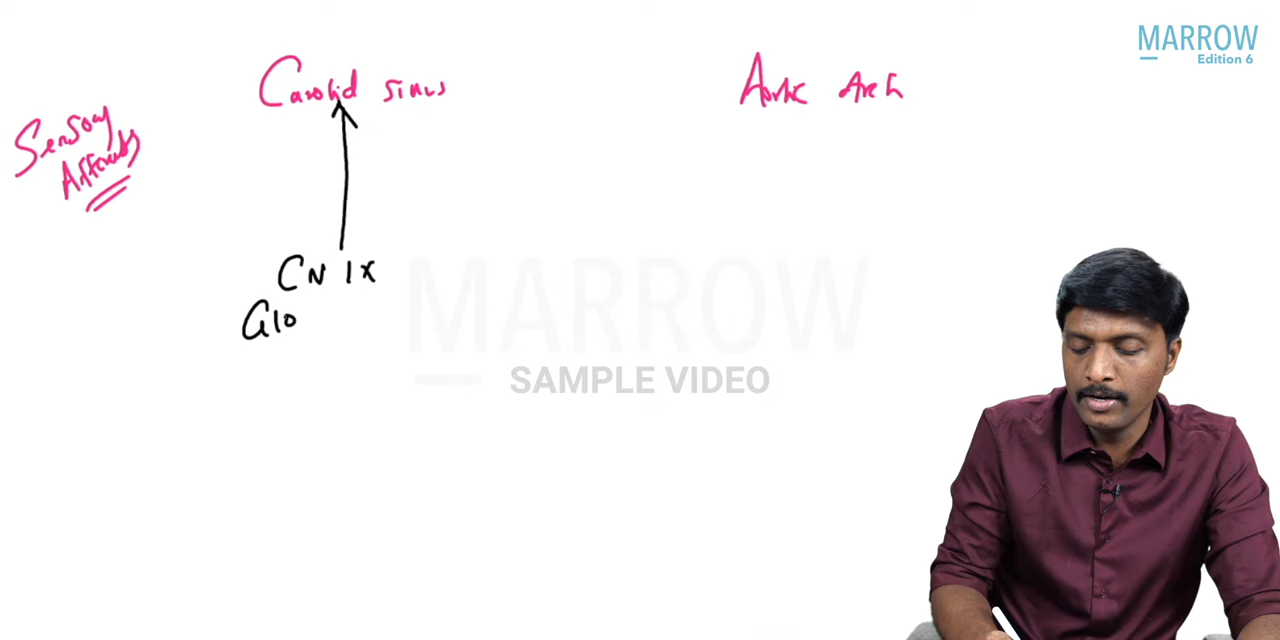 MARROW
Edition 6
Carotid sinus
Aortic Arch
Sensory
Afferents
CN IX
Glo
MARROW
SAMPLE VIDEO